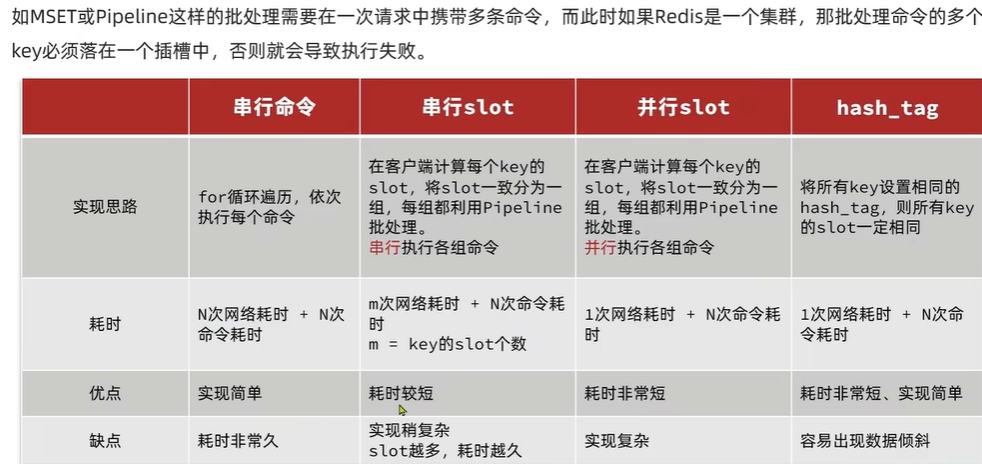 如MSET或Pipeline这样的批处理需要在一次请求中携带多条命令，而此时如果Redis是一个集群，那批处理命令的多个
key必须落在一个插槽中，否则就会导致执行失败。
串行命令
串行slot
并行slot
hash_tag
实现思路
for循环遍历，依次
执行每个命令
在客户端计算每个key的
slot，将slot一致分为一
组，每组都利用Pipeline
批处理。
串行执行各组命令
在客户端计算每个key的
slot，将slot一致分为一
组，每组都利用Pipeline
批处理。
并行执行各组命令
将所有key设置相同的
hash_tag，则所有key
的slot一定相同
耗时
N次网络耗时 + N次
命令耗时
m次网络耗时 + N次命令耗
时
m = key的slot个数
1次网络耗时 + N次命令耗
时
1次网络耗时 + N次命
令耗时
优点
实现简单
耗时较短
耗时非常短
耗时非常短、实现简单
缺点
耗时非常久
实现稍复杂
slot越多，耗时越久
实现复杂
容易出现数据倾斜